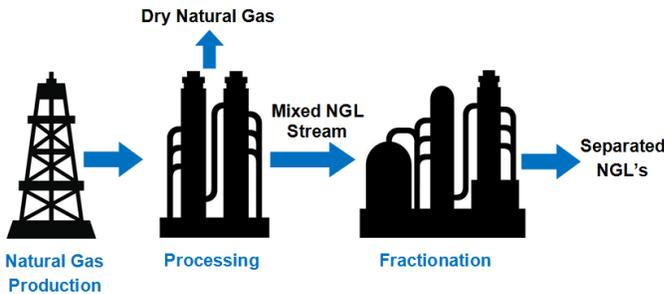 Dry Natural Gas
Mixed NGL
Stream
Separated
NGL's
Natural Gas
Production
Processing
Fractionation